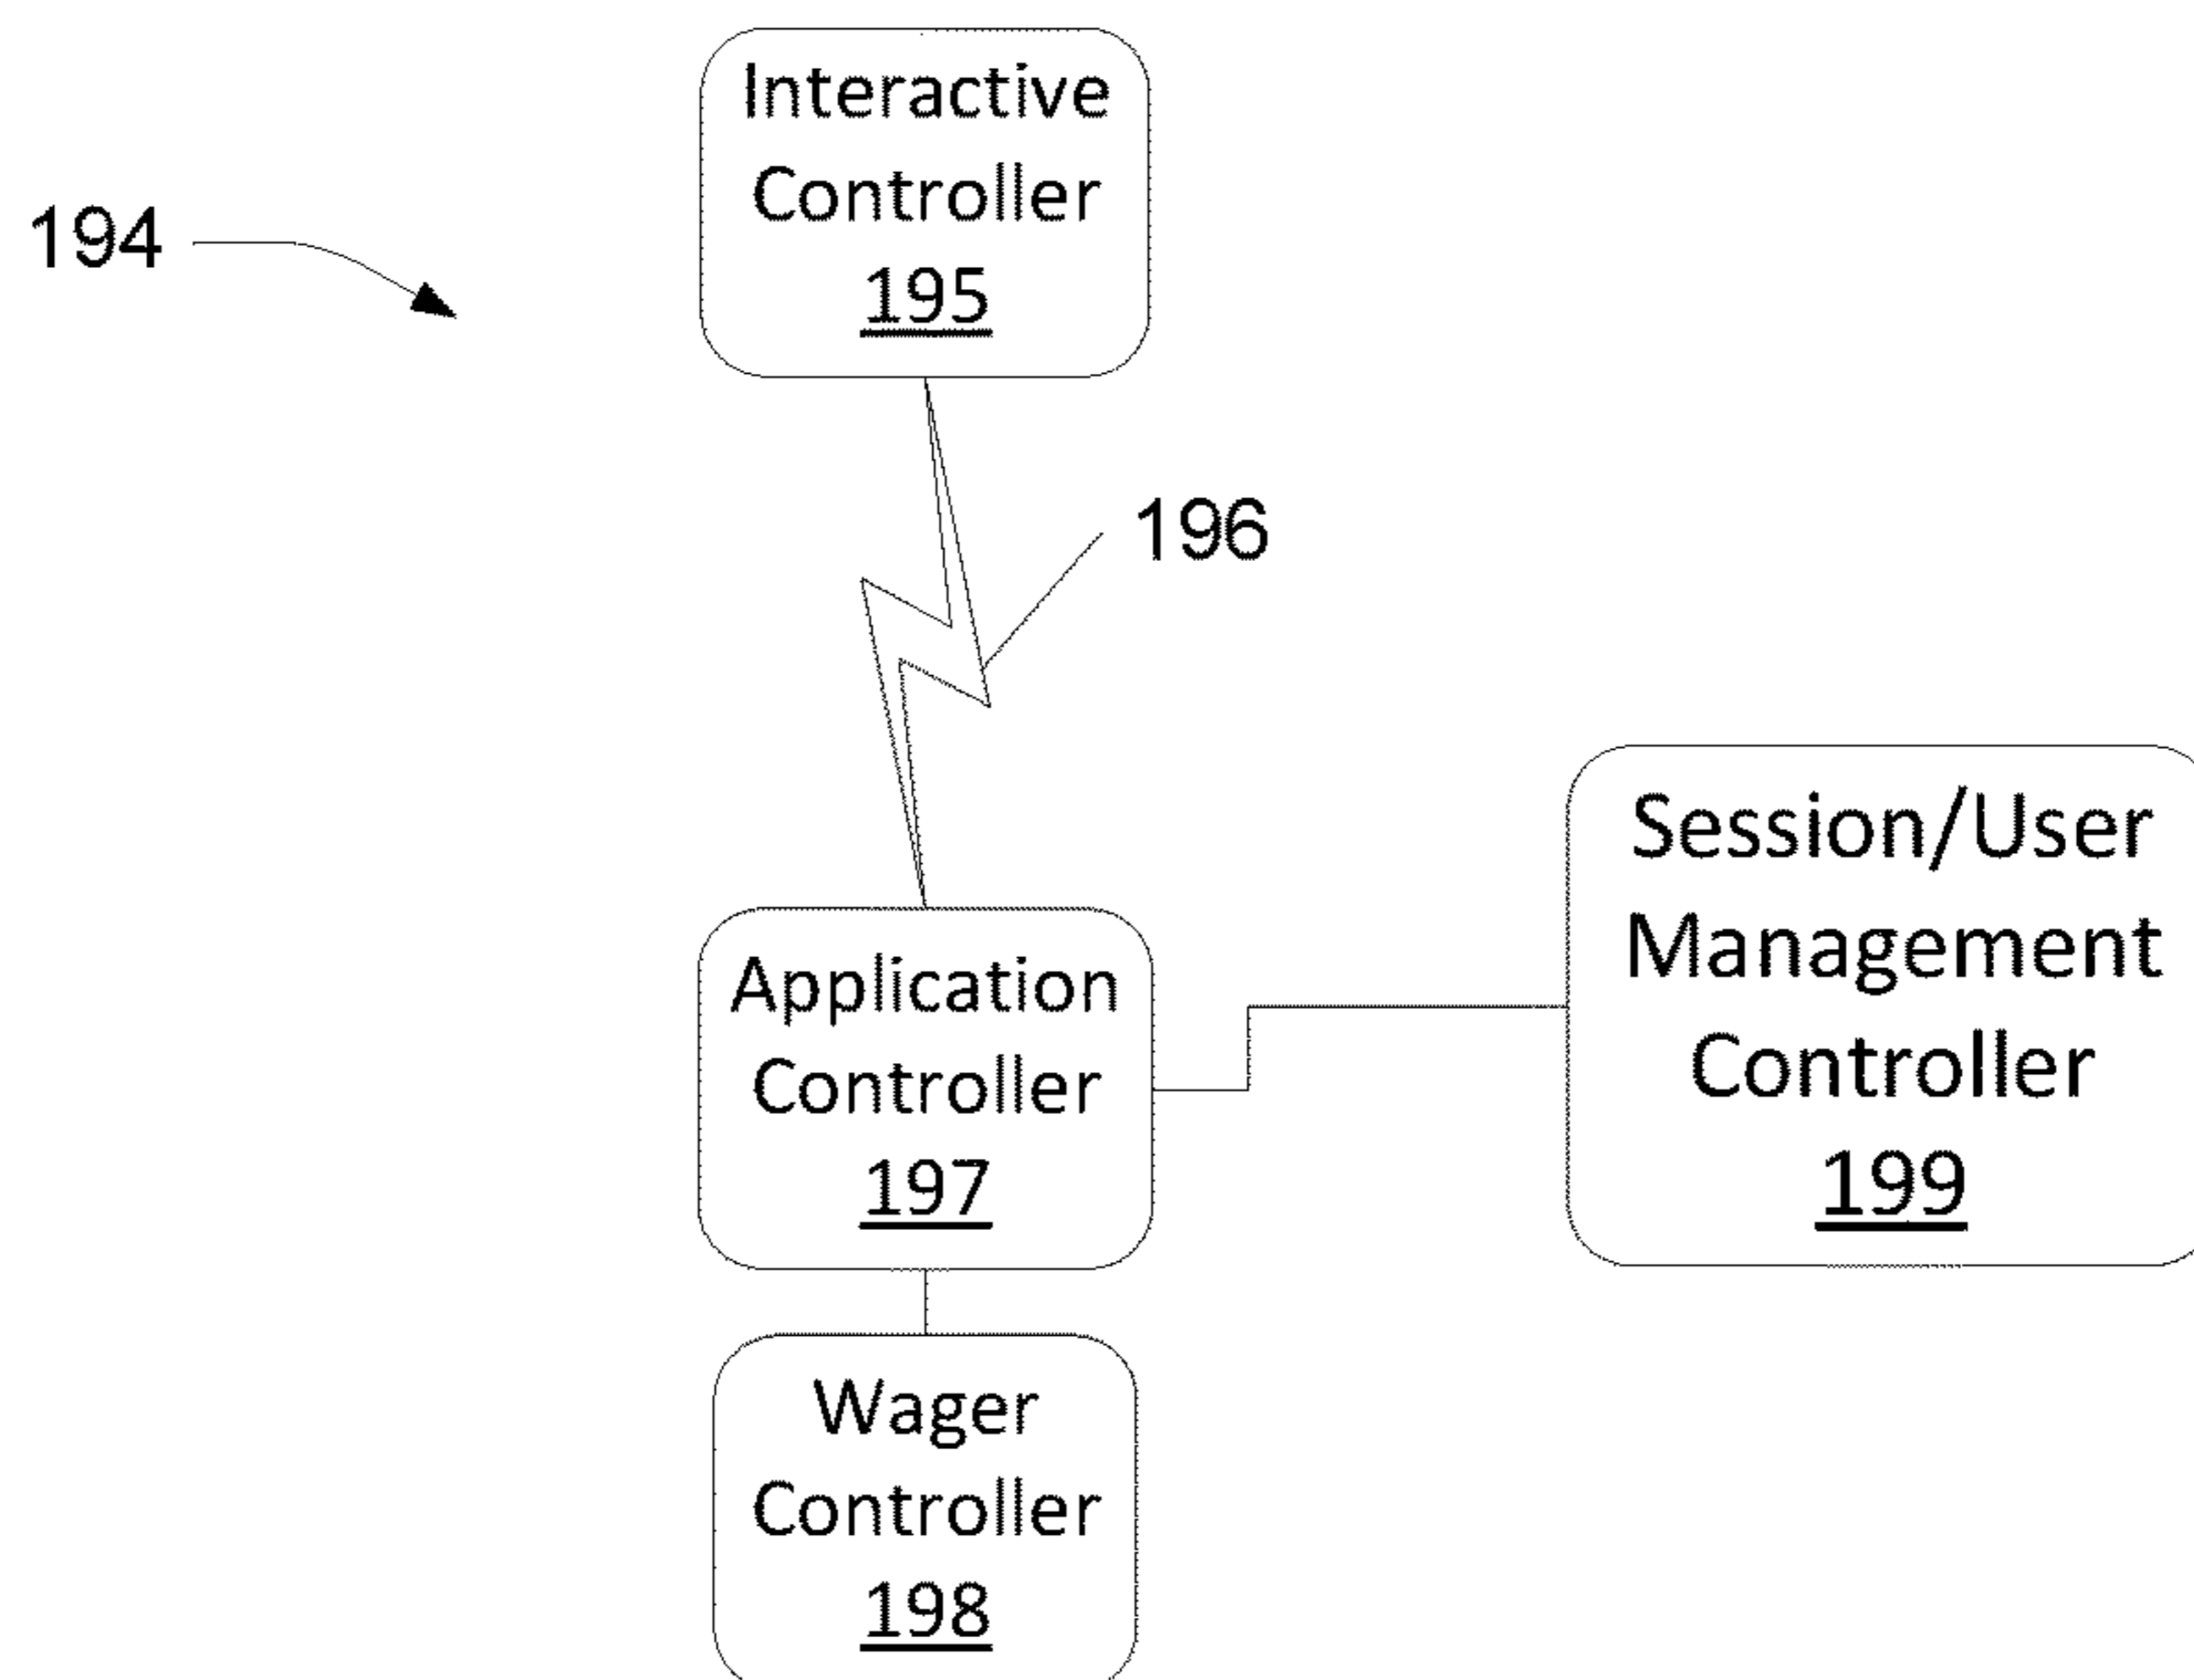 Interactive
Controller
195
194
196
Application
Controller
197
Session/User
Management
Controller
199
Wager
Controller
198